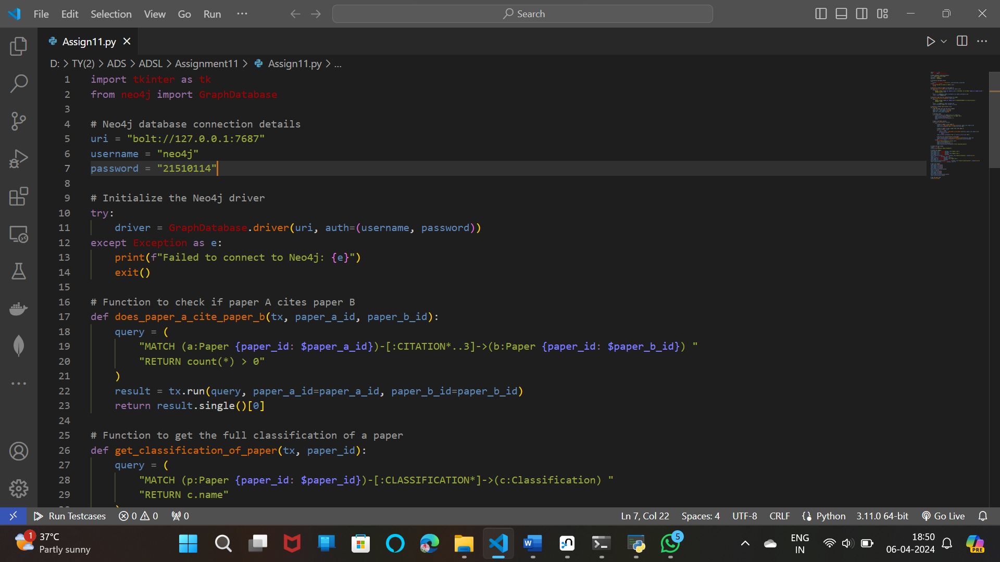 File Edit Selection View Go Run ···
Search
Assign11.py
D: > TY(2) > ADS > ADSL > Assignment11 > Assign11.py > ...
1 import tkinter as tk
2 from neo4j import GraphDatabase
3
4 # Neo4j database connection details
5 uri = "bolt://127.0.0.1:7687"
6 username = "neo4j"
7 password = "21510114"
8
9 # Initialize the Neo4j driver
10 try:
11     driver = GraphDatabase.driver(uri, auth=(username, password))
12 except Exception as e:
13     print(f"Failed to connect to Neo4j: {e}")
14     exit()
15
16 # Function to check if paper A cites paper B
17 def does_paper_a_cite_paper_b(tx, paper_a_id, paper_b_id):
18     query = (
19         "MATCH (a:Paper {paper_id: $paper_a_id})-[:CITATION*..3]->(b:Paper {paper_id: $paper_b_id}) "
20         "RETURN count(*) > 0"
21     )
22     result = tx.run(query, paper_a_id=paper_a_id, paper_b_id=paper_b_id)
23     return result.single()[0]
24
25 # Function to get the full classification of a paper
26 def get_classification_of_paper(tx, paper_id):
27     query = (
28         "MATCH (p:Paper {paper_id: $paper_id})-[:CLASSIFICATION*]->(c:Classification) "
29         "RETURN c.name"
Run Testcases 0 0 0 Ln 7, Col 22 Spaces: 4 UTF-8 CRLF Python 3.11.0 64-bit Go Live
1 37°C
Partly sunny
W
5
ENG
IN
18:50
06-04-2024
PRE